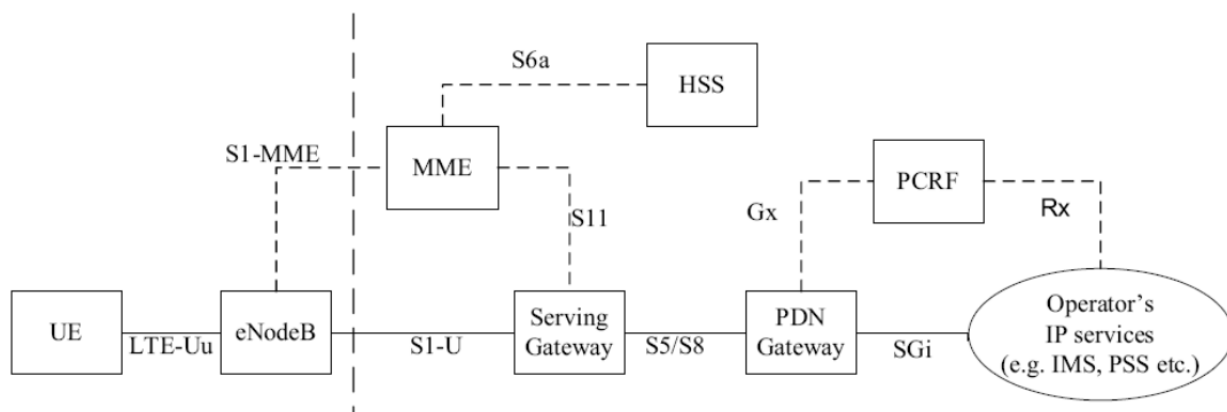 S6a
HSS
S1-MME
MME
PCRF
S11
Gx
Rx
UE
LTE-Uu
eNodeB
S1-U
Serving
Gateway
S5/S8
PDN
Gateway
SGi
Operator’s
IP services
(e.g. IMS, PSS etc.)